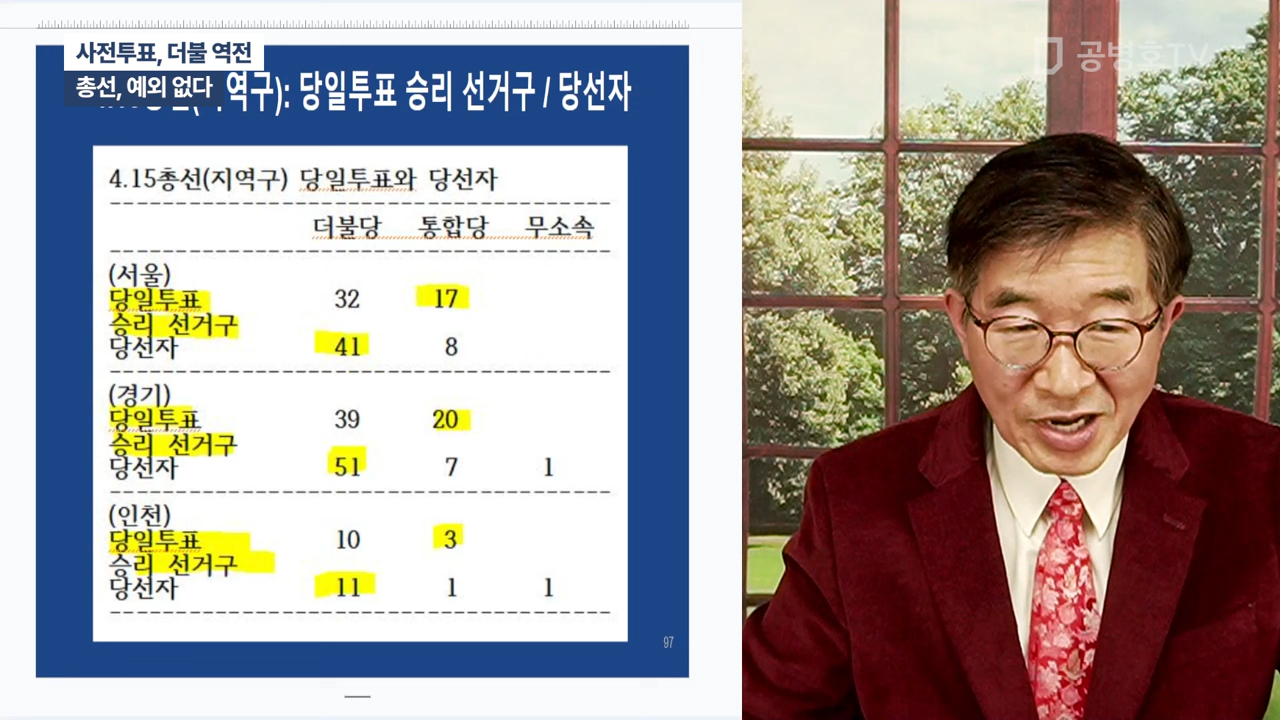 사전투표, 더불 역전
총선, 예외 없다
역구): 당일투표 승리 선거구 / 당선자
4.15총선(지역구) 당일투표와 당선자
더불당 통합당 무소속
(서울)
당일투표 32 17
승리 선거구
당선자 41 8
(경기)
당일투표 39 20
승리 선거구
당선자 51 7 1
(인천)
당일투표 10 3
승리 선거구
당선자 11 1 1
97
공병호TV